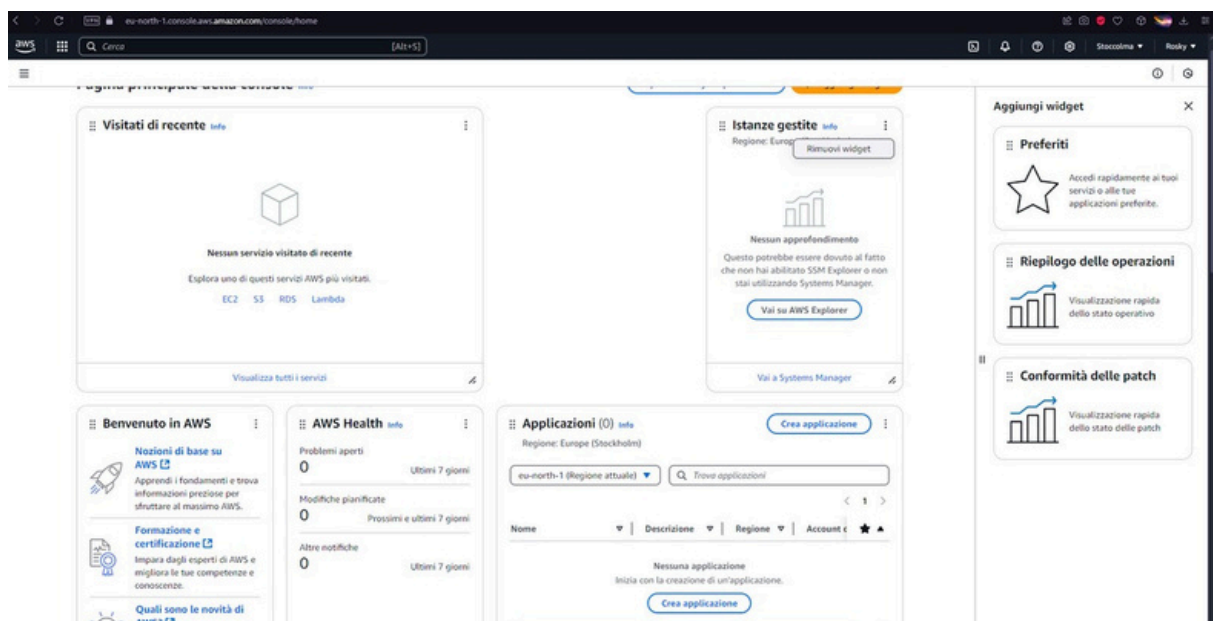 VPN eu-north-1.console.aws.amazon.com/console/home
aws
Cerca
[Alt+S]
Stoccolma
Rosky
Pagina principale della console Info
Visitati di recente Info
Nessun servizio visitato di recente
Esplora uno di questi servizi AWS più visitati.
EC2 S3 RDS Lambda
Visualizza tutti i servizi
Istanze gestite Info
Regione:
Rimuovi widget
Nessun approfondimento
Questo potrebbe essere dovuto al fatto
che non hai abilitato SSM Explorer o non
stai utilizzando Systems Manager.
Vai su AWS Explorer
Vai a Systems Manager
Benvenuto in AWS
Nozioni di base su
AWS
Apprendi i fondamenti e trova
informazioni preziose per
sfruttare al massimo AWS.
Formazione e
certificazione
Impara dagli esperti di AWS e
migliora le tue competenze e
conoscenze.
Quali sono le novità di
AWS?
AWS Health Info
Problemi aperti
0 Ultimi 7 giorni
Modifiche pianificate
0 Prossimi e ultimi 7 giorni
Altre notifiche
0 Ultimi 7 giorni
Applicazioni (0) Info
Crea applicazione
Regione: Europe (Stockholm)
eu-north-1 (Regione attuale)
Trova applicazioni
1
Nome Descrizione Regione Account
Nessuna applicazione
Inizia con la creazione di un'applicazione.
Crea applicazione
Aggiungi widget
Preferiti
Accedi rapidamente ai tuoi
servizi o alle tue
applicazioni preferite.
Riepilogo delle operazioni
Visualizzazione rapida
dello stato operativo
Conformità delle patch
Visualizzazione rapida
dello stato delle patch